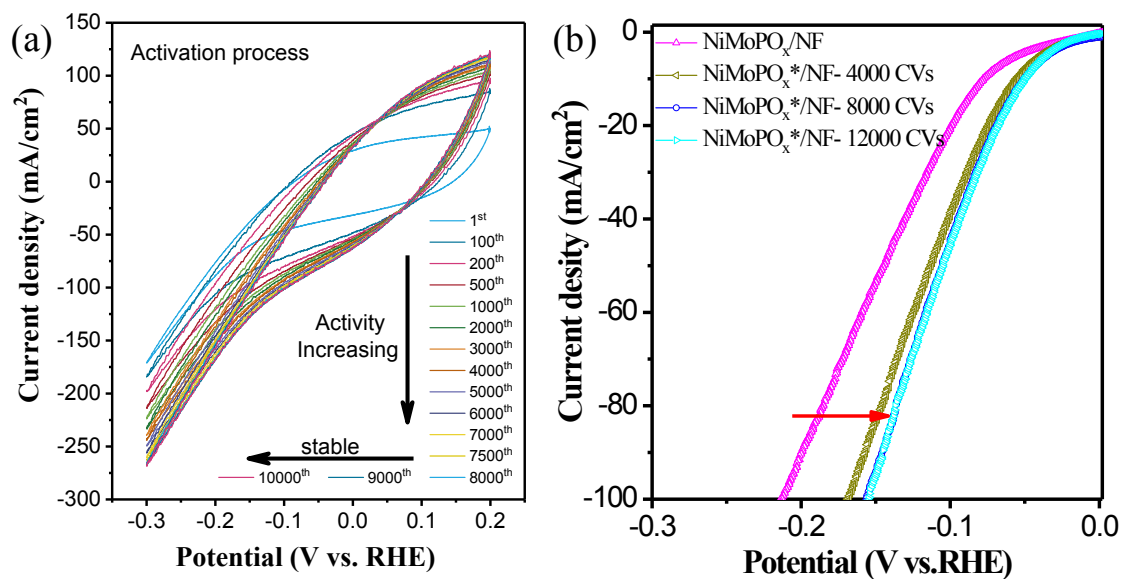 (a)
Activation process
Current density (mA/cm²)
150
100
50
0
-50
-100
-150
-200
-250
-300
1st
100th
200th
500th
1000th
2000th
3000th
4000th
5000th
6000th
7000th
7500th
8000th
Activity
Increasing
stable
10000th
9000th
-0.3
-0.2
-0.1
0.0
0.1
0.2
Potential (V vs. RHE)
(b)
NiMoPOx/NF
NiMoPOx*/NF- 4000 CVs
NiMoPOx*/NF- 8000 CVs
NiMoPOx*/NF- 12000 CVs
Current desity (mA/cm²)
0
-20
-40
-60
-80
-100
-0.3
-0.2
-0.1
0.0
Potential (V vs.RHE)